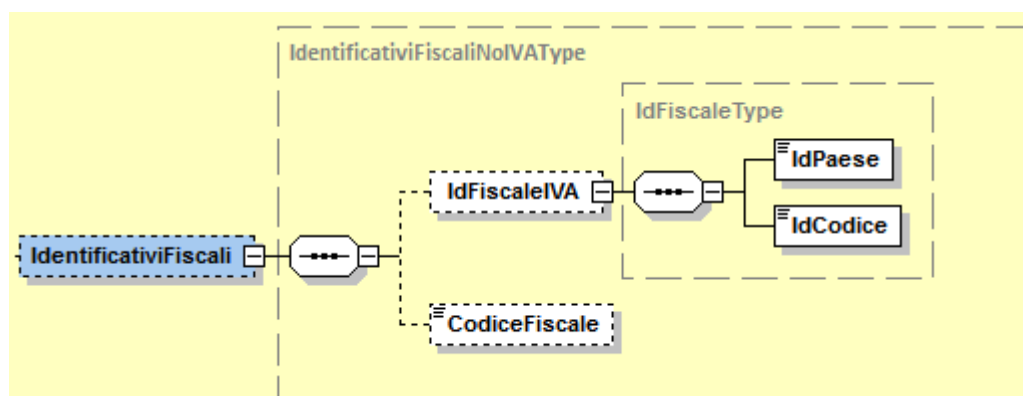 IdentificativiFiscaliNoIVAType
IdFiscaleType
IdPaese
IdFiscaleIVA
IdCodice
IdentificativiFiscali
CodiceFiscale